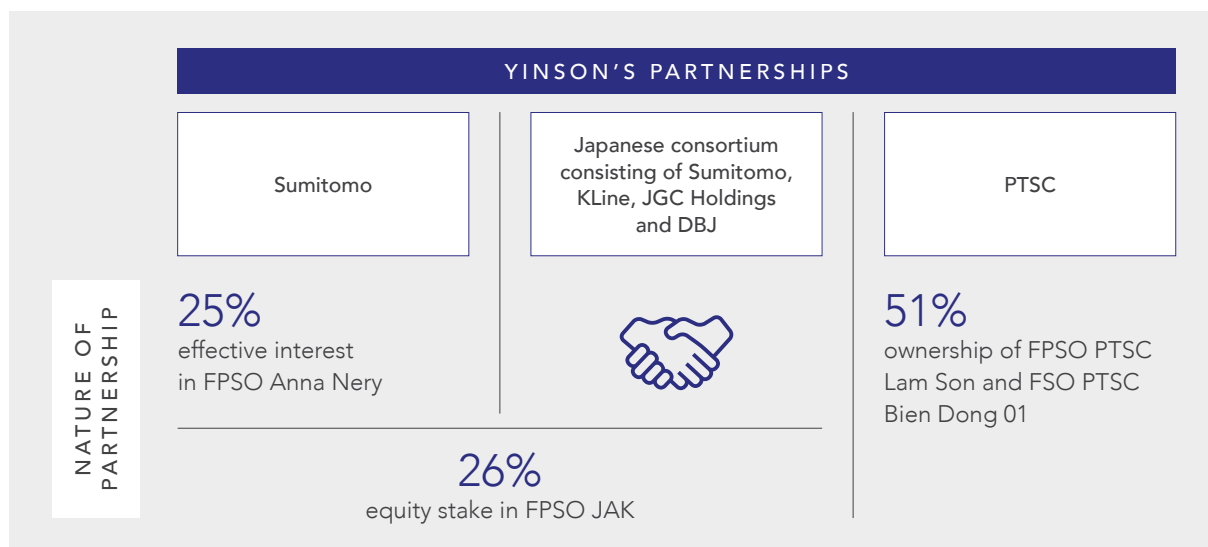 YINSON'S PARTNERSHIPS
Sumitomo
Japanese consortium
consisting of Sumitomo,
KLine, JGC Holdings
and DBJ
PTSC
NATURE OF
PARTNERSHIP
25%
effective interest
in FPSO Anna Nery
51%
ownership of FPSO PTSC
Lam Son and FSO PTSC
Bien Dong 01
26%
equity stake in FPSO JAK